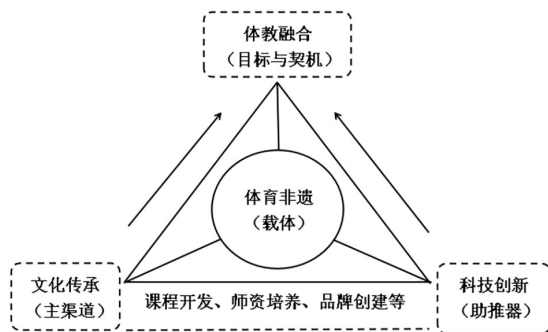 体教融合
（目标与契机）
体育非遗
（载体）
文化传承
（主渠道）
课程开发、师资培养、品牌创建等
科技创新
（助推器）